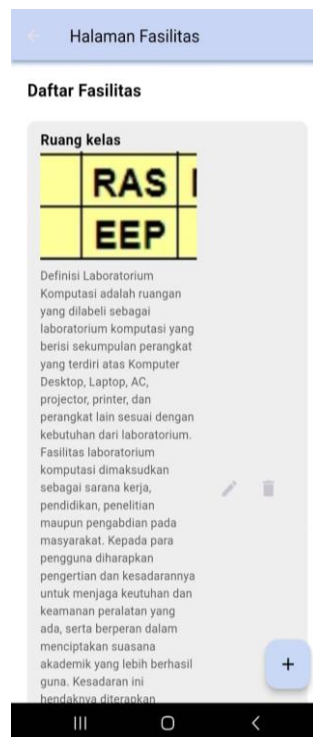 Halaman Fasilitas
Daftar Fasilitas
Ruang kelas
RAS
EEP
Definisi Laboratorium
Komputasi adalah ruangan
yang dilabeli sebagai
laboratorium komputasi yang
berisi sekumpulan perangkat
yang terdiri atas Komputer
Desktop, Laptop, AC,
projector, printer, dan
perangkat lain sesuai dengan
kebutuhan dari laboratorium.
Fasilitas laboratorium
komputasi dimaksudkan
sebagai sarana kerja,
pendidikan, penelitian
maupun pengabdian pada
masyarakat. Kepada para
pengguna diharapkan
pengertian dan kesadarannya
untuk menjaga keutuhan dan
keamanan peralatan yang
ada, serta berperan dalam
menciptakan suasana
akademik yang lebih berhasil
guna. Kesadaran ini
hendaknya diterapkan